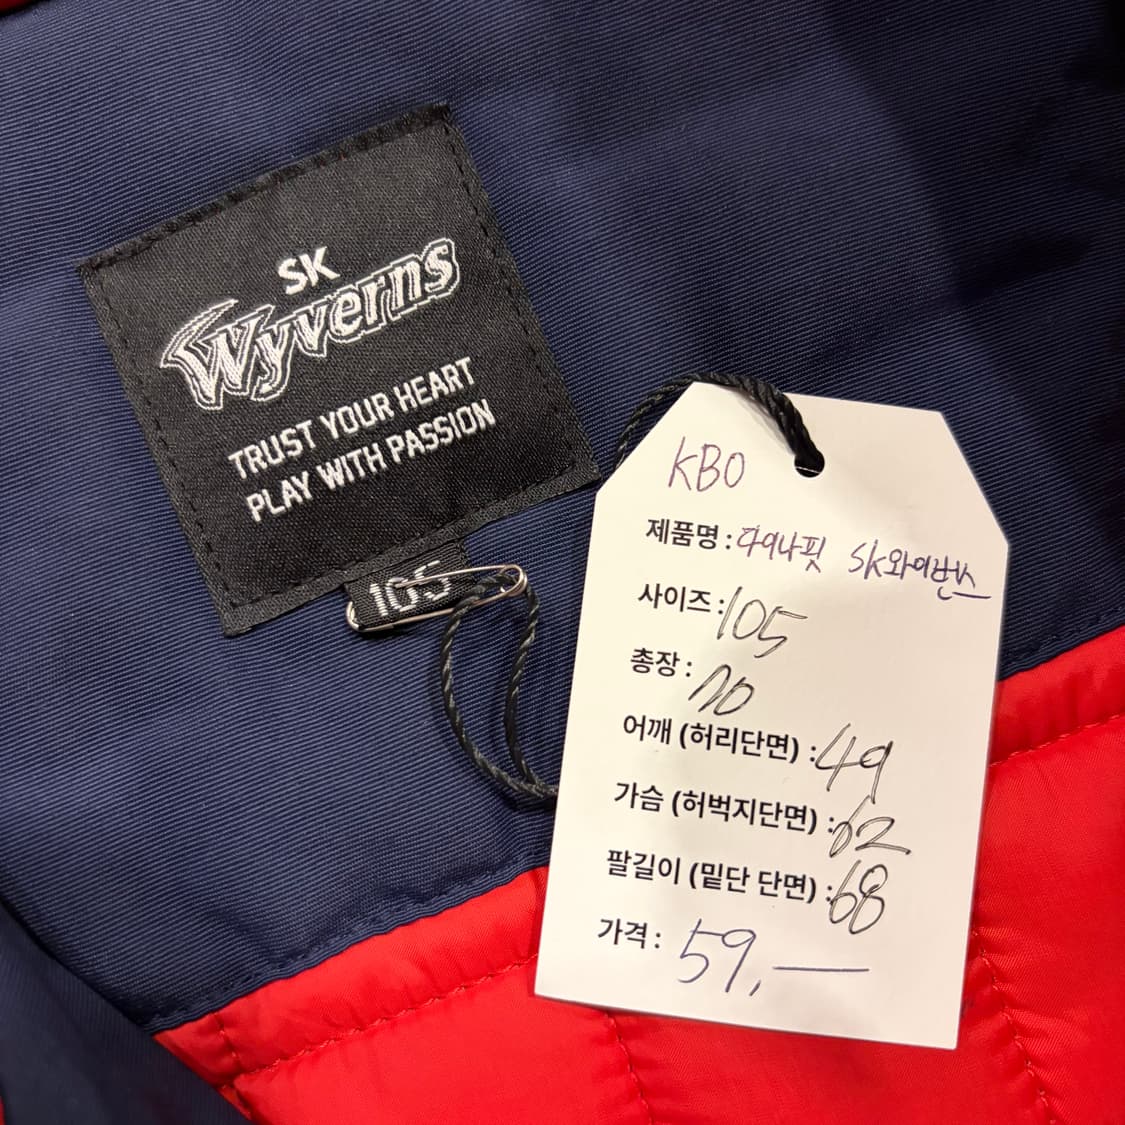 SK
Wyverns
TRUST YOUR HEART
PLAY WITH PASSION
105
KBO
제품명 : 다이나핏 SK와이번스
사이즈 : 105
총장 : 70
어깨 (허리단면) : 49
가슴 (허벅지단면) : 62
팔길이 (밑단 단면) : 68
가격 : 59,—